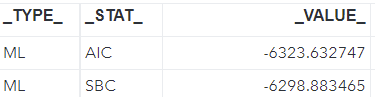 _TYPE_ _STAT_ _VALUE_
ML AIC -6323.632747
ML SBC -6298.883465